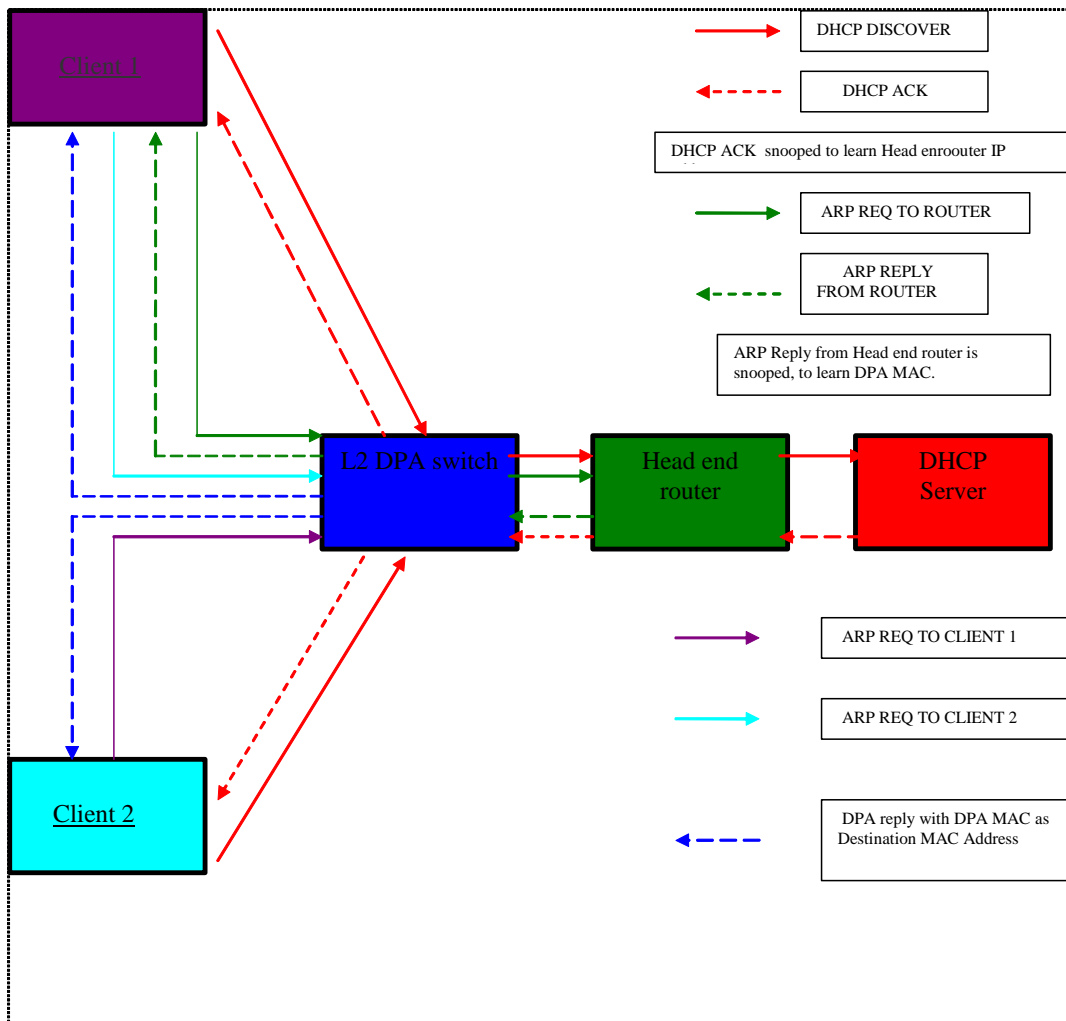 Client 1
DHCP DISCOVER
DHCP ACK
DHCP ACK snooped to learn Head enroouter IP
ARP REQ TO ROUTER
ARP REPLY
FROM ROUTER
ARP Reply from Head end router is
snooped, to learn DPA MAC.
L2 DPA switch
Head end
router
DHCP
Server
ARP REQ TO CLIENT 1
ARP REQ TO CLIENT 2
Client 2
DPA reply with DPA MAC as
Destination MAC Address